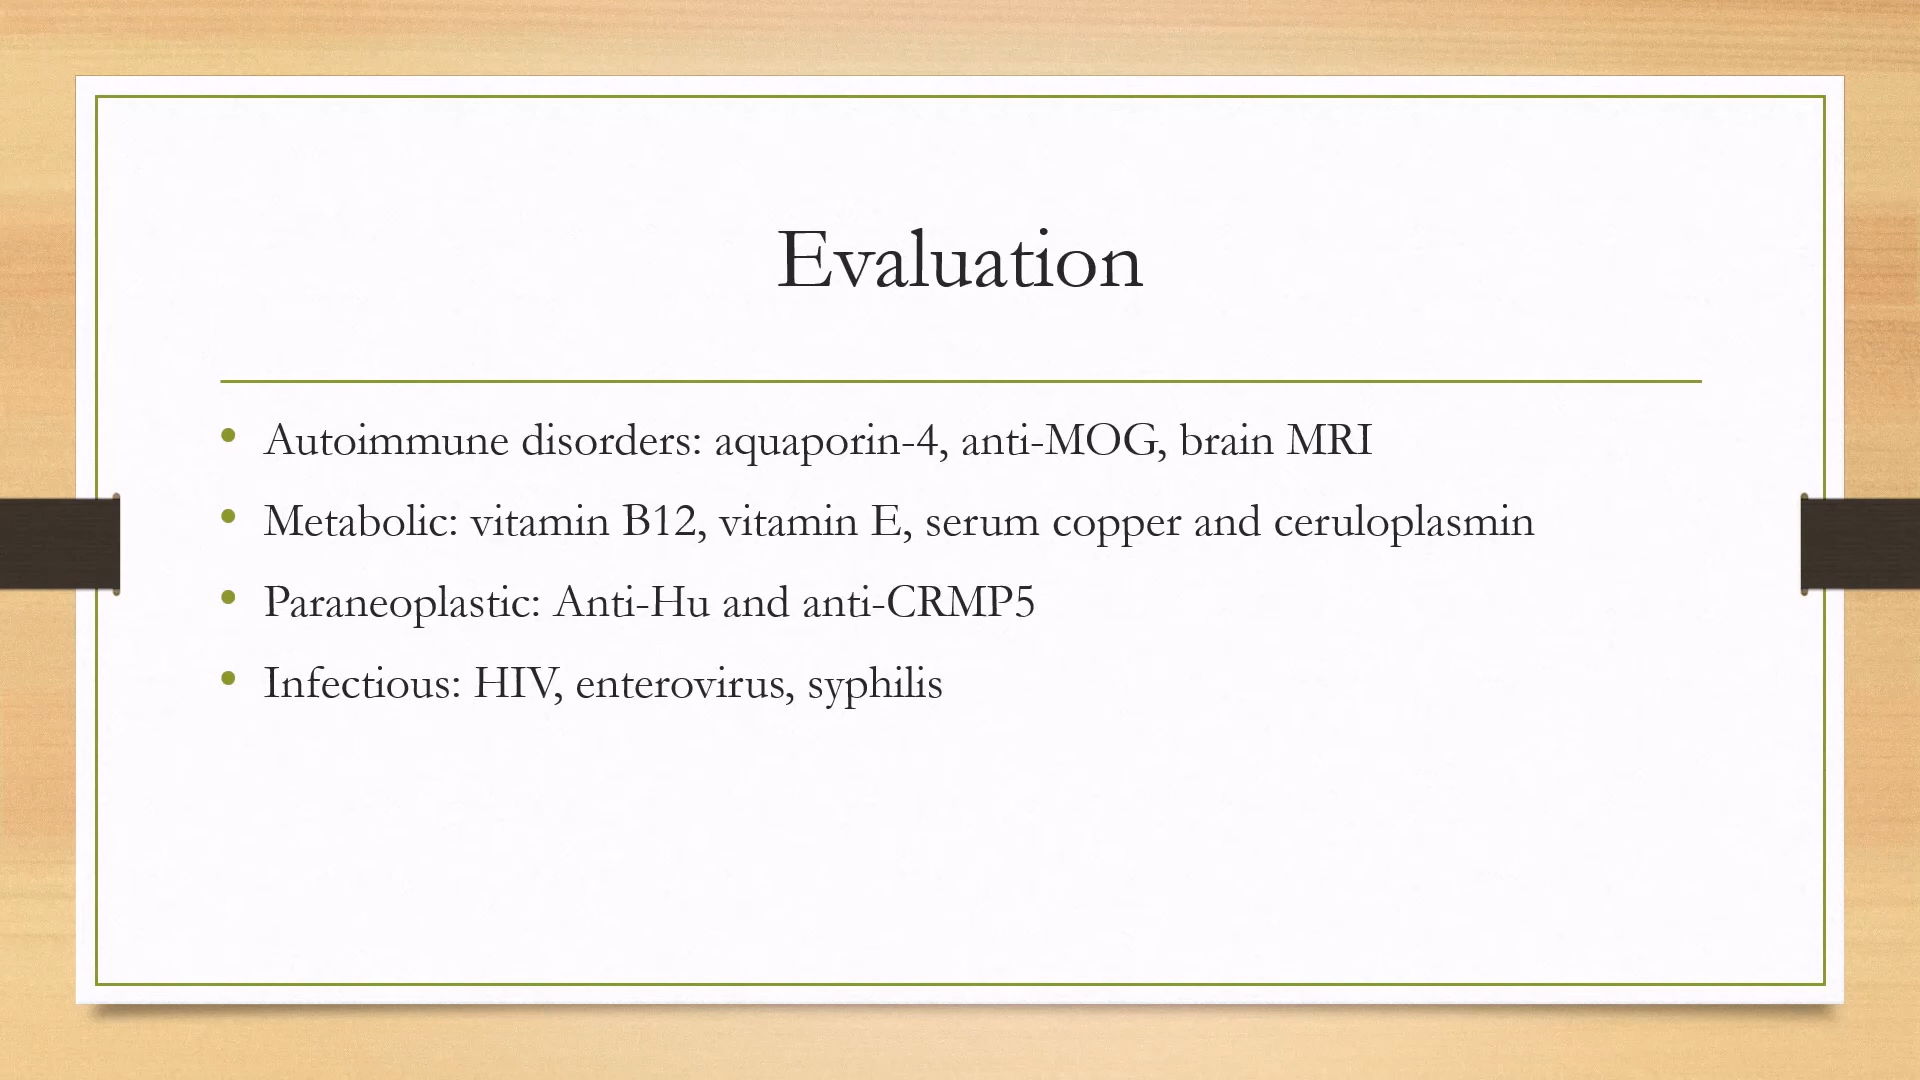 Evaluation
• Autoimmune disorders: aquaporin-4, anti-MOG, brain MRI
• Metabolic: vitamin B12, vitamin E, serum copper and ceruloplasmin
• Paraneoplastic: Anti-Hu and anti-CRMP5
• Infectious: HIV, enterovirus, syphilis